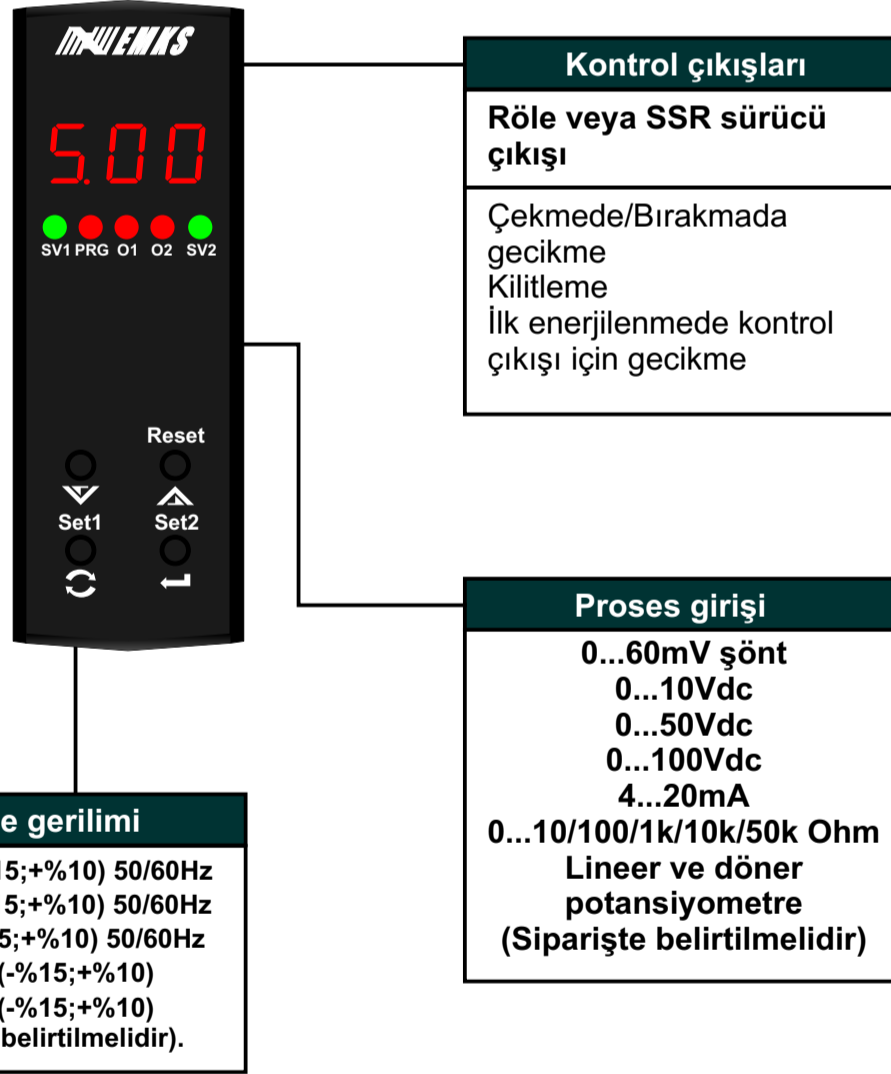 EMKS
5.00
SV1 PRG O1 O2 SV2
Reset
Set1 Set2
Kontrol çıkışları
Röle veya SSR sürücü
çıkışı
Çekmede/Bırakmada
gecikme
Kilitleme
İlk enerjilenmede kontrol
çıkışı için gecikme
Proses girişi
0...60mV şönt
0...10Vdc
0...50Vdc
0...100Vdc
4...20mA
0...10/100/1k/10k/50k Ohm
Lineer ve döner
potansiyometre
(Siparişte belirtilmelidir)
e gerilimi
5;+%10) 50/60Hz
5;+%10) 50/60Hz
5;+%10) 50/60Hz
(-%15;+%10)
(-%15;+%10)
belirtilmelidir).